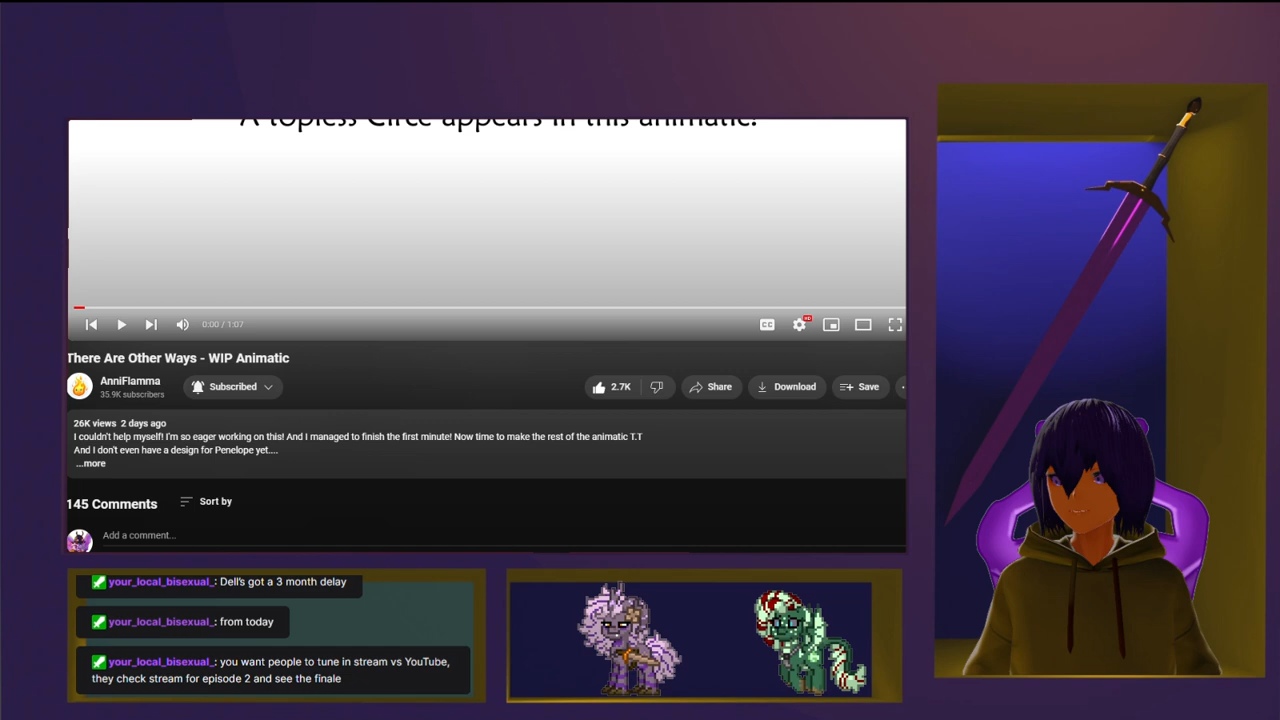 A topless Circe appears in this animatic!
0:00 / 1:07
CC
HD
There Are Other Ways - WIP Animatic
AnniFlamma
35.9K subscribers
Subscribed
2.7K
Share
Download
Save
26K views 2 days ago
I couldn't help myself! I'm so eager working on this! And I managed to finish the first minute! Now time to make the rest of the animatic T.T
And I don't even have a design for Penelope yet....
...more
145 Comments
Sort by
Add a comment...
your_local_bisexual_: Dell's got a 3 month delay
your_local_bisexual_: from today
your_local_bisexual_: you want people to tune in stream vs YouTube,
they check stream for episode 2 and see the finale